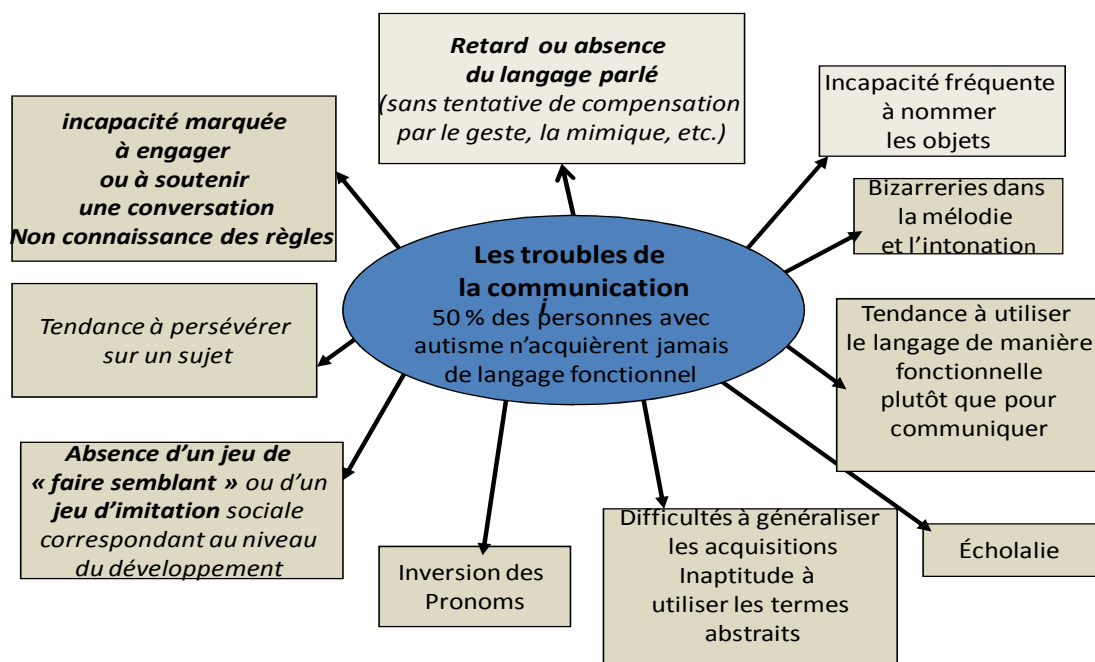 Retard ou absence
du langage parlé
(sans tentative de compensation
par le geste, la mimique, etc.)
Incapacité fréquente
à nommer
les objets
incapacité marquée
à engager
ou à soutenir
une conversation
Non connaissance des règles
Bizarreries dans
la mélodie
et l'intonation
Les troubles de
la communication
i
50 % des personnes avec
autisme n'acquièrent jamais
de langage fonctionnel
Tendance à persévérer
sur un sujet
Tendance à utiliser
le langage de manière
fonctionnelle
plutôt que pour
communiquer
Absence d'un jeu de
« faire semblant » ou d'un
jeu d'imitation sociale
correspondant au niveau
du développement
Inversion des
Pronoms
Difficultés à généraliser
les acquisitions
Inaptitude à
utiliser les termes
abstraits
Écholalie